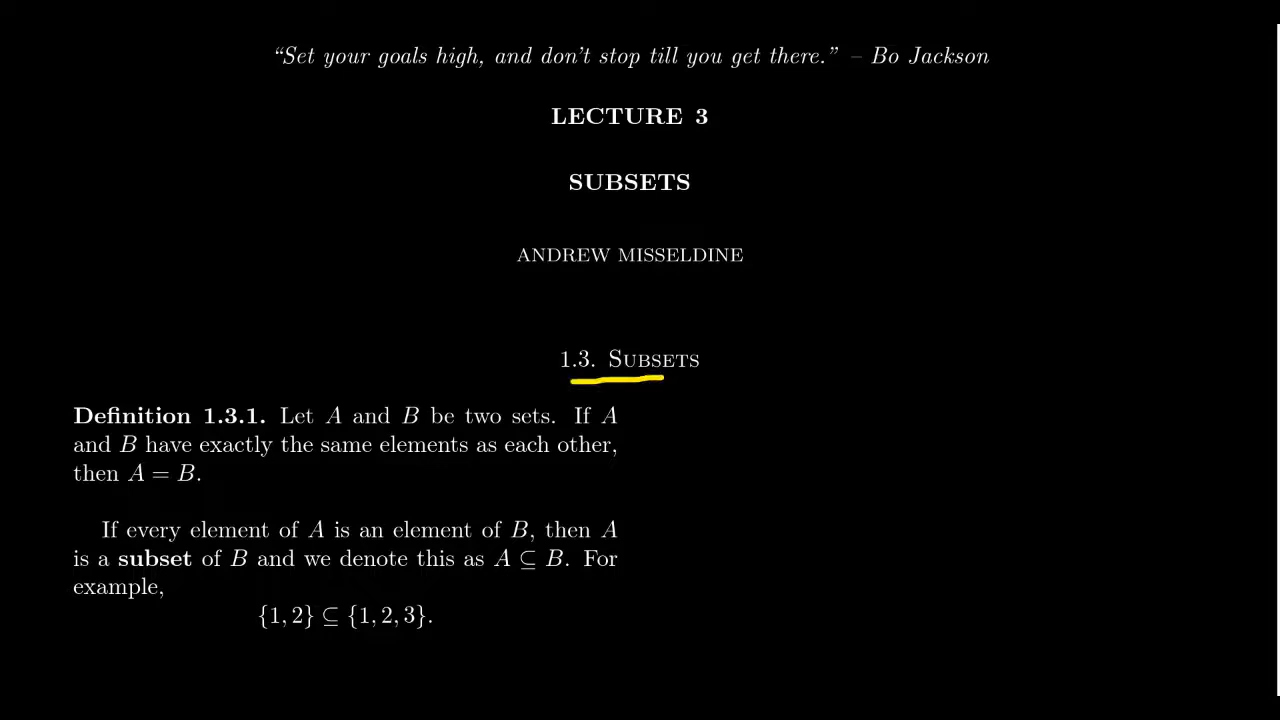 “Set your goals high, and don’t stop till you get there.” – Bo Jackson
LECTURE 3
SUBSETS
ANDREW MISSELDINE
1.3. Subsets
Definition 1.3.1. Let A and B be two sets. If A
and B have exactly the same elements as each other,
then A = B.
If every element of A is an element of B, then A
is a subset of B and we denote this as A ⊆ B. For
example,
{1, 2} ⊆ {1, 2, 3}.